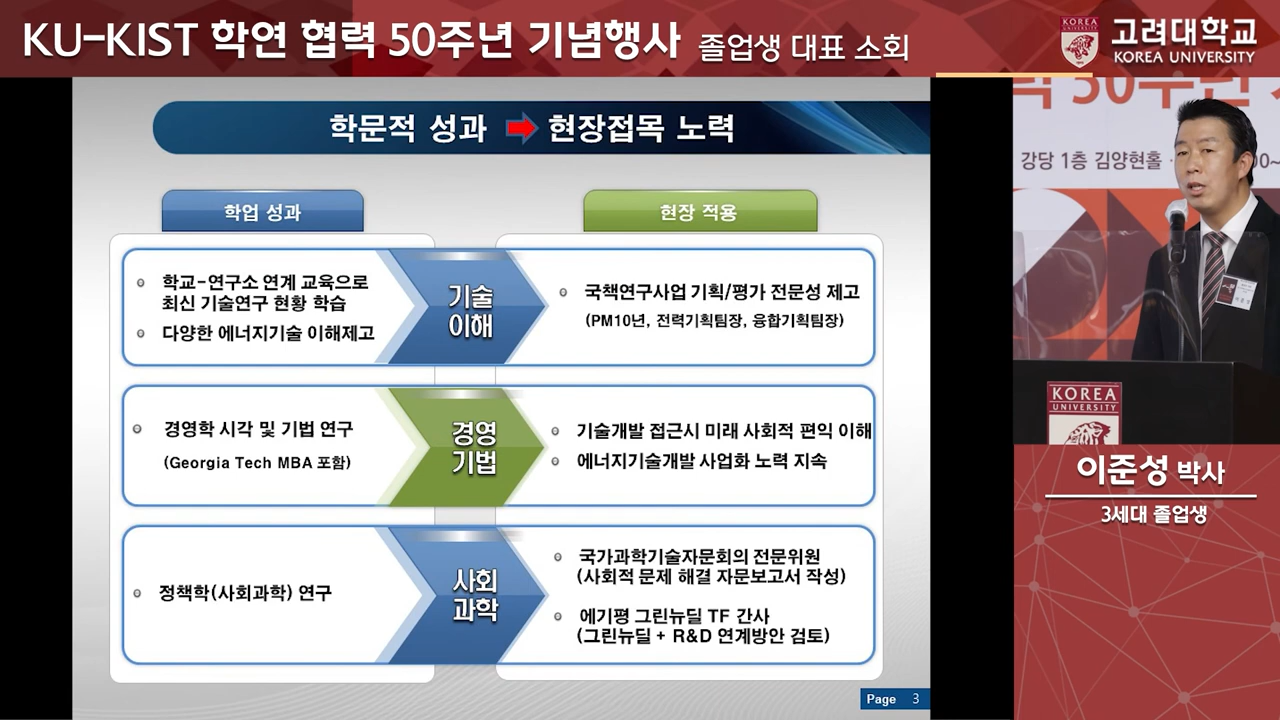 KU-KIST 학연 협력 50주년 기념행사 졸업생 대표 소회
KOREA
고려대학교
KOREA UNIVERSITY
학문적 성과 현장접목 노력
학업 성과
현장 적용
학교-연구소 연계 교육으로
최신 기술연구 현황 학습
다양한 에너지기술 이해제고
기술
이해
국책연구사업 기획/평가 전문성 제고
(PM10년, 전력기획팀장, 융합기획팀장)
경영학 시각 및 기법 연구
(Georgia Tech MBA 포함)
경영
기법
기술개발 접근시 미래 사회적 편익 이해
에너지기술개발 사업화 노력 지속
정책학(사회과학) 연구
사회
과학
국가과학기술자문회의 전문위원
(사회적 문제 해결 자문보고서 작성)
에기평 그린뉴딜 TF 간사
(그린뉴딜 + R&D 연계방안 검토)
Page 3
50주년
강당 1층 김양현홀
KOREA
UNIVERSITY
이준성 박사
3세대 졸업생